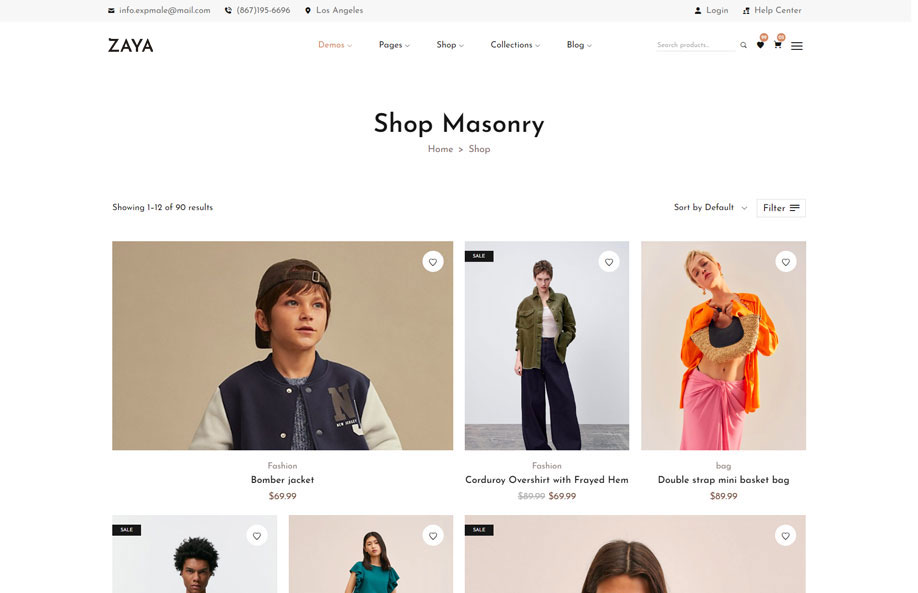 info.expmale@mail.com (867)195-6696 Los Angeles Login Help Center
ZAYA Demos Pages Shop Collections Blog Search products...
Shop Masonry
Home > Shop
Showing 1–12 of 90 results Sort by Default Filter
SALE
N
NEW JERSEY
J
Fashion Fashion bag
Bomber jacket Corduroy Overshirt with Frayed Hem Double strap mini basket bag
$69.99 $89.99 $69.99 $89.99
SALE SALE